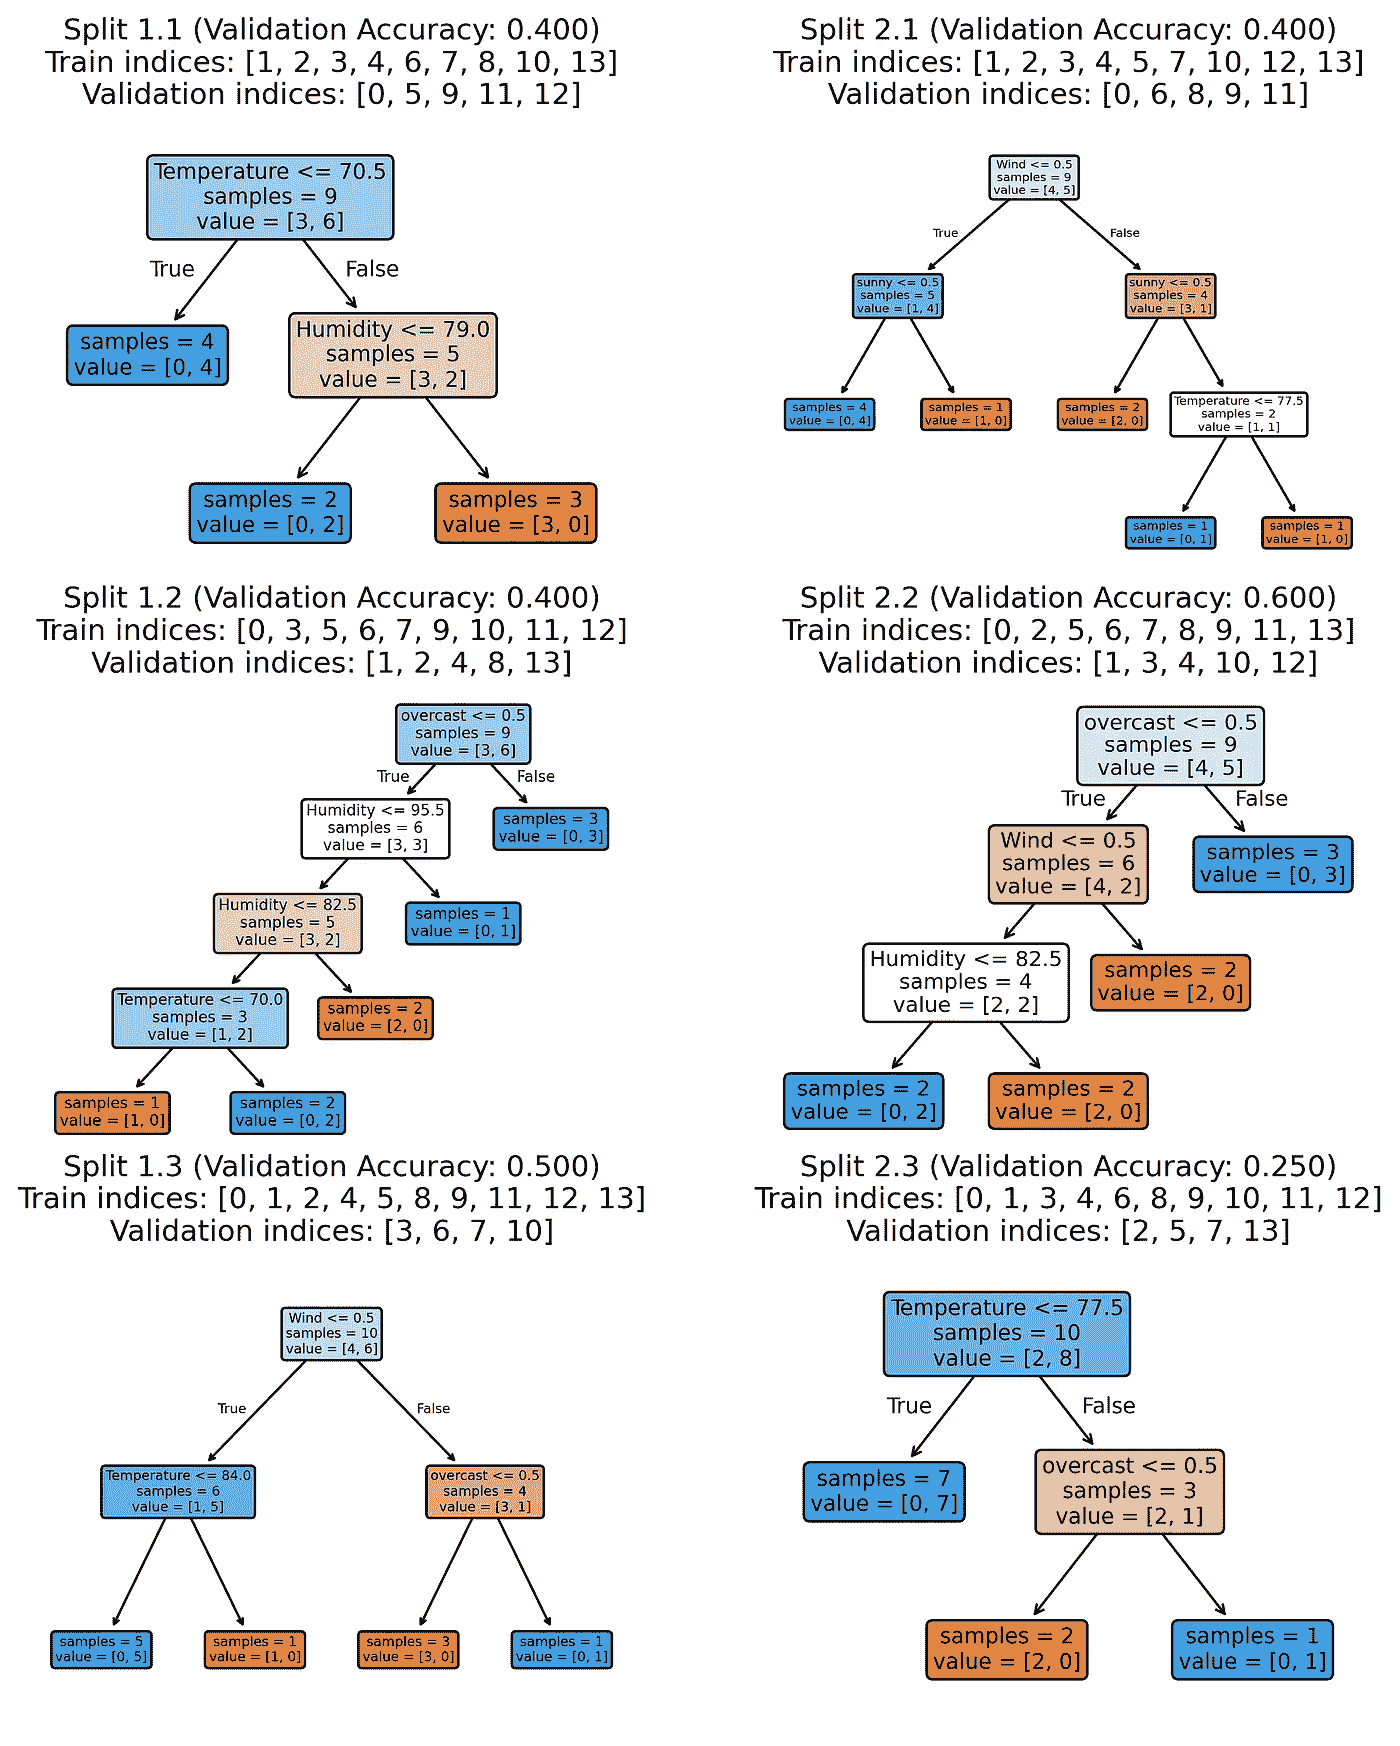 Split 1.1 (Validation Accuracy: 0.400)
Train indices: [1, 2, 3, 4, 6, 7, 8, 10, 13]
Validation indices: [0, 5, 9, 11, 12]
Temperature <= 70.5
samples = 9
value = [3, 6]
True
False
samples = 4
value = [0, 4]
Humidity <= 79.0
samples = 5
value = [3, 2]
samples = 2
value = [0, 2]
samples = 3
value = [3, 0]
Split 2.1 (Validation Accuracy: 0.400)
Train indices: [1, 2, 3, 4, 5, 7, 10, 12, 13]
Validation indices: [0, 6, 8, 9, 11]
Wind <= 0.5
samples = 9
value = [4, 5]
True
False
sunny <= 0.5
samples = 5
value = [1, 4]
sunny <= 0.5
samples = 4
value = [3, 1]
samples = 4
value = [0, 4]
samples = 1
value = [1, 0]
samples = 2
value = [2, 0]
Temperature <= 77.5
samples = 2
value = [1, 1]
samples = 1
value = [0, 1]
samples = 1
value = [1, 0]
Split 1.2 (Validation Accuracy: 0.400)
Train indices: [0, 3, 5, 6, 7, 9, 10, 11, 12]
Validation indices: [1, 2, 4, 8, 13]
overcast <= 0.5
samples = 9
value = [3, 6]
True
False
Humidity <= 95.5
samples = 6
value = [3, 3]
samples = 3
value = [0, 3]
Humidity <= 82.5
samples = 5
value = [3, 2]
samples = 1
value = [0, 1]
Temperature <= 70.0
samples = 3
value = [1, 2]
samples = 2
value = [2, 0]
samples = 1
value = [1, 0]
samples = 2
value = [0, 2]
Split 2.2 (Validation Accuracy: 0.600)
Train indices: [0, 2, 5, 6, 7, 8, 9, 11, 13]
Validation indices: [1, 3, 4, 10, 12]
overcast <= 0.5
samples = 9
value = [4, 5]
True
False
Wind <= 0.5
samples = 6
value = [4, 2]
samples = 3
value = [0, 3]
Humidity <= 82.5
samples = 4
value = [2, 2]
samples = 2
value = [2, 0]
samples = 2
value = [0, 2]
samples = 2
value = [2, 0]
Split 1.3 (Validation Accuracy: 0.500)
Train indices: [0, 1, 2, 4, 5, 8, 9, 11, 12, 13]
Validation indices: [3, 6, 7, 10]
Wind <= 0.5
samples = 10
value = [4, 6]
True
False
Temperature <= 84.0
samples = 6
value = [1, 5]
overcast <= 0.5
samples = 4
value = [3, 1]
samples = 5
value = [0, 5]
samples = 1
value = [1, 0]
samples = 3
value = [3, 0]
samples = 1
value = [0, 1]
Split 2.3 (Validation Accuracy: 0.250)
Train indices: [0, 1, 3, 4, 6, 8, 9, 10, 11, 12]
Validation indices: [2, 5, 7, 13]
Temperature <= 77.5
samples = 10
value = [2, 8]
True
False
samples = 7
value = [0, 7]
overcast <= 0.5
samples = 3
value = [2, 1]
samples = 2
value = [2, 0]
samples = 1
value = [0, 1]